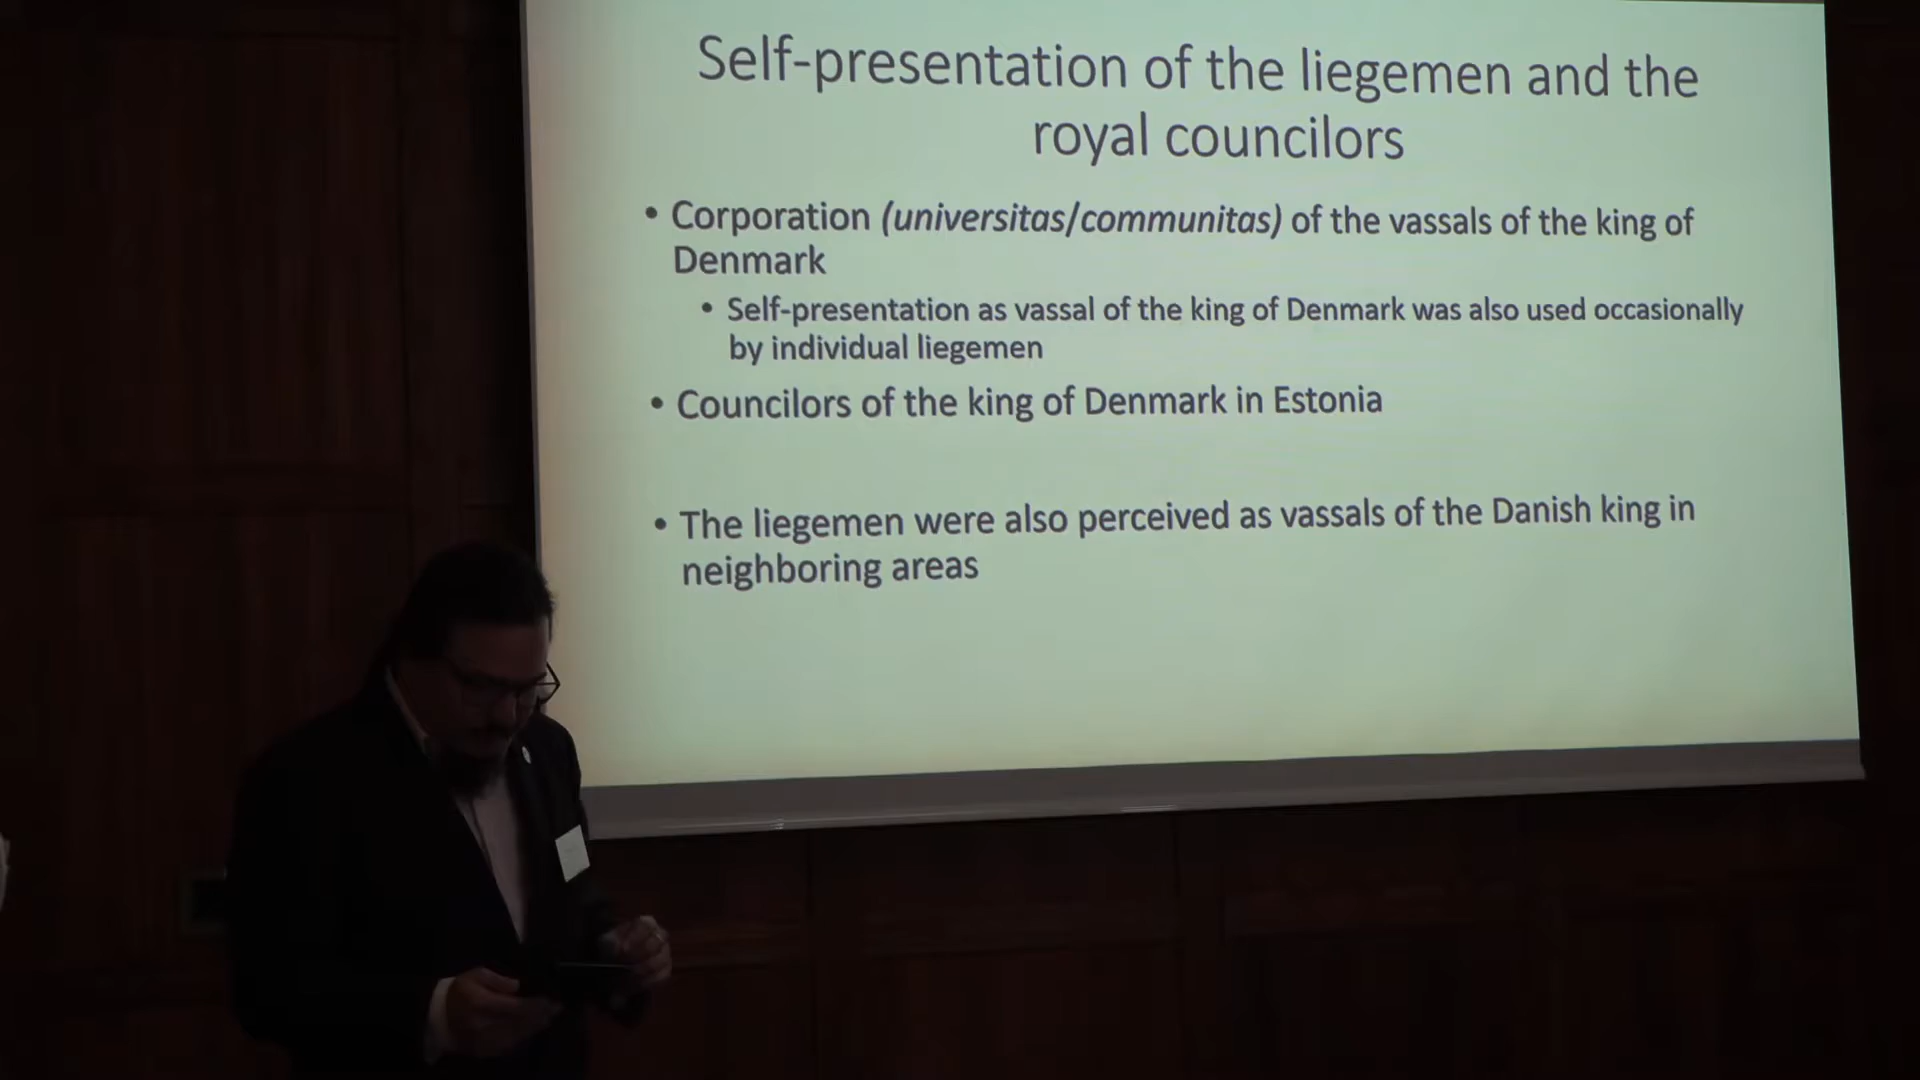 Self-presentation of the liegemen and the
royal councilors
• Corporation (universitas/communitas) of the vassals of the king of
Denmark
• Self-presentation as vassal of the king of Denmark was also used occasionally
by individual liegemen
• Councilors of the king of Denmark in Estonia
• The liegemen were also perceived as vassals of the Danish king in
neighboring areas